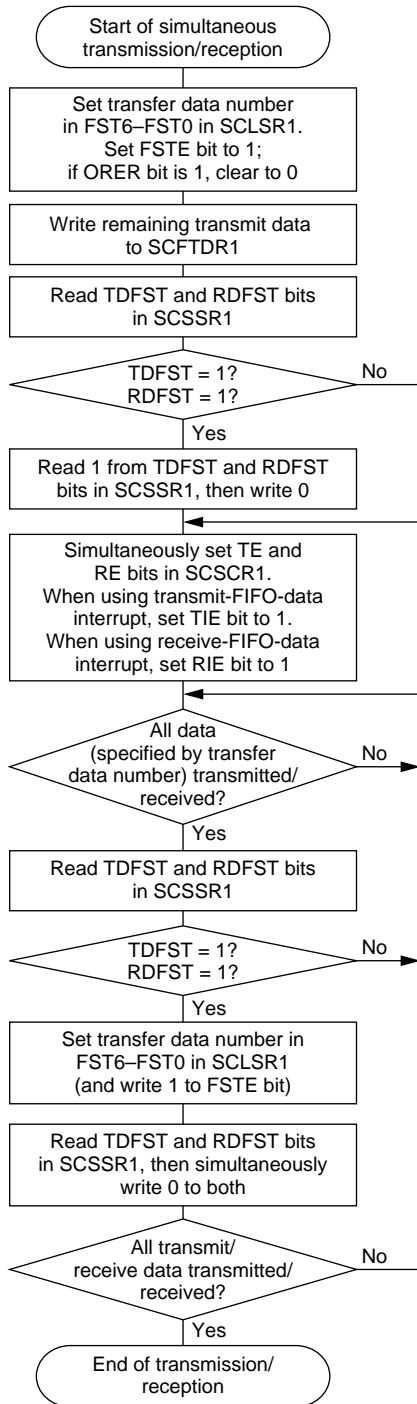 Start of simultaneous
transmission/reception
Set transfer data number
in FST6–FST0 in SCLSR1.
Set FSTE bit to 1;
if ORER bit is 1, clear to 0
Write remaining transmit data
to SCFTDR1
Read TDFST and RDFST bits
in SCSSR1
TDFST = 1?
RDFST = 1?
No
Yes
Read 1 from TDFST and RDFST
bits in SCSSR1, then write 0
Simultaneously set TE and
RE bits in SCSCR1.
When using transmit-FIFO-data
interrupt, set TIE bit to 1.
When using receive-FIFO-data
interrupt, set RIE bit to 1
All data
(specified by transfer
data number) transmitted/
received?
No
Yes
Read TDFST and RDFST bits
in SCSSR1
TDFST = 1?
RDFST = 1?
No
Yes
Set transfer data number in
FST6–FST0 in SCLSR1
(and write 1 to FSTE bit)
Read TDFST and RDFST bits
in SCSSR1, then simultaneously
write 0 to both
All transmit/
receive data transmitted/
received?
No
Yes
End of transmission/
reception